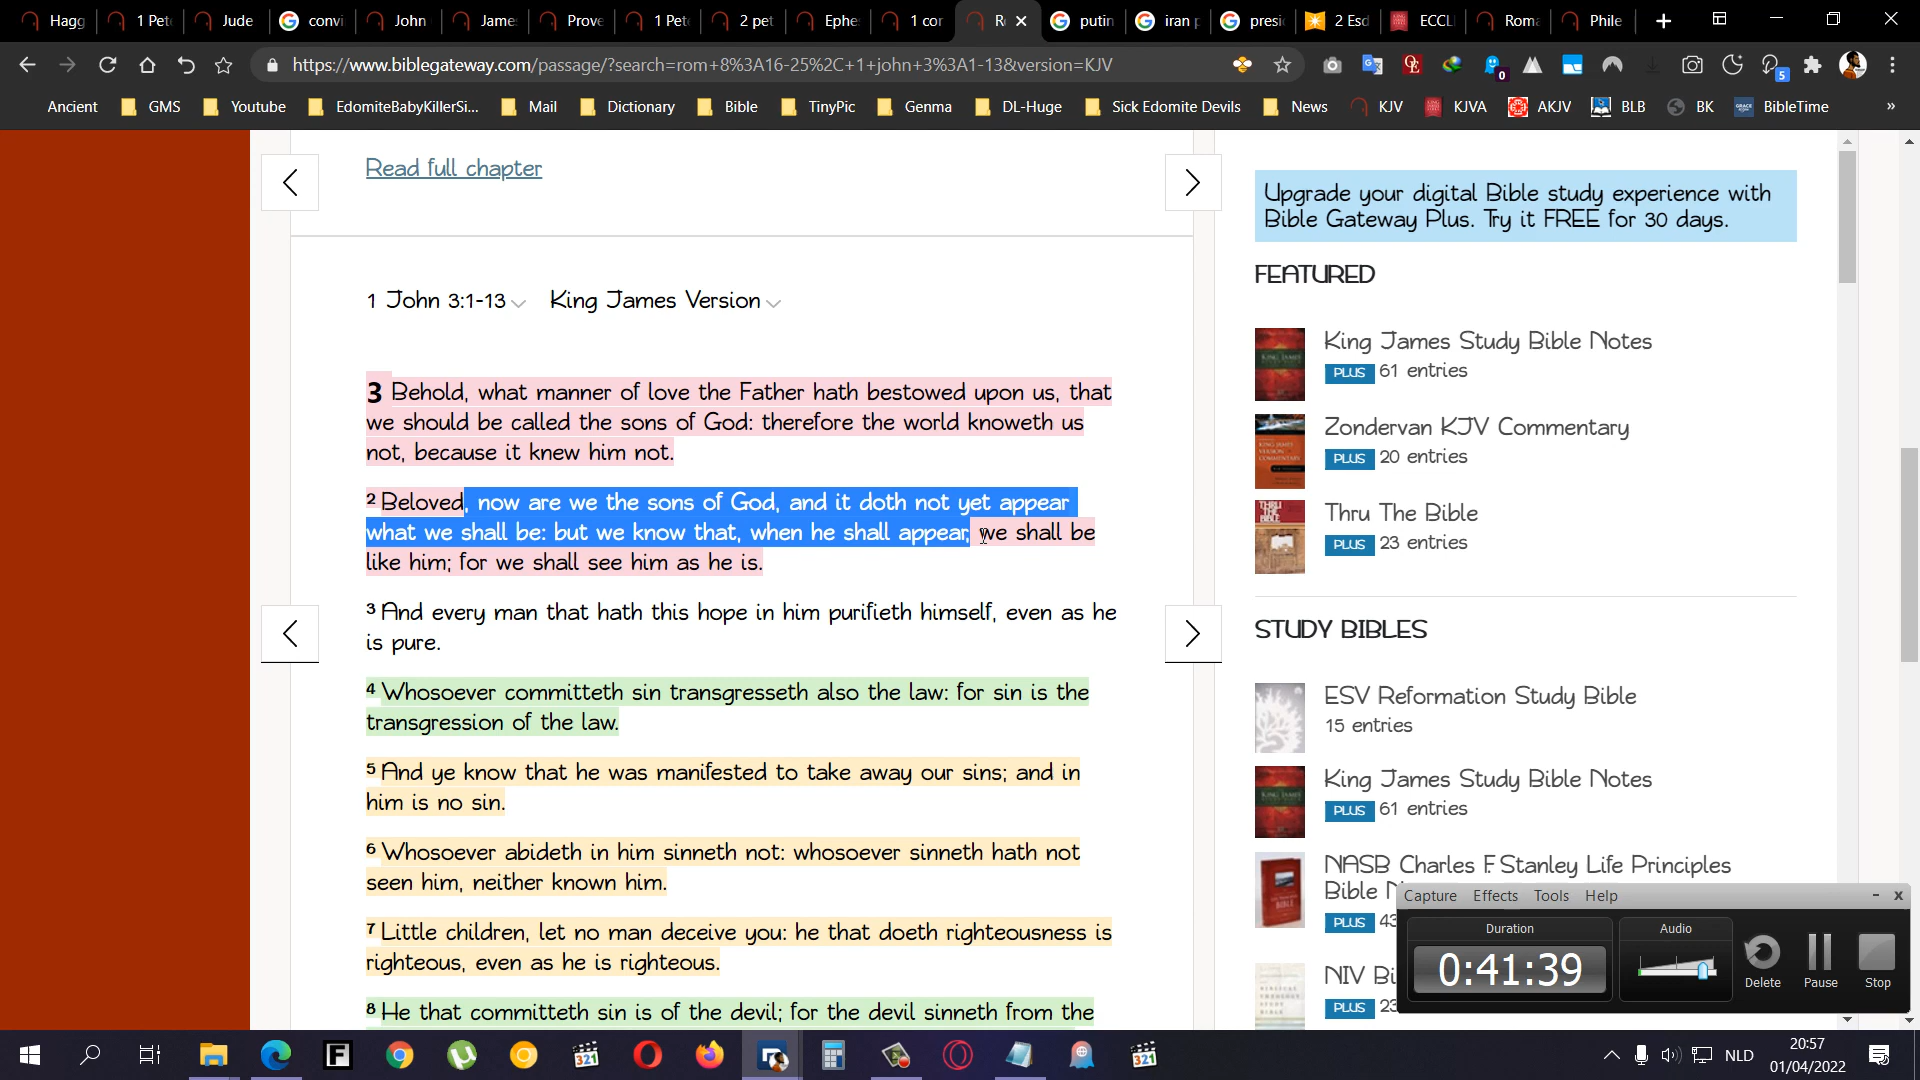 Hagg
1 Pet
Jude
convi
John
Jame
Prove
1 Pet
2 pet
Ephe
1 cor
R
putin
iran p
presi
2 Esd
ECCL
Roma
Phile
https://www.biblegateway.com/passage/?search=rom+8%3A16-25%2C+1+john+3%3A1-13&version=KJV
0
5
Ancient
GMS
Youtube
EdomiteBabyKillerSi...
Mail
Dictionary
Bible
TinyPic
Genma
DL-Huge
Sick Edomite Devils
News
KJV
KJVA
AKJV
BLB
BK
BibleTime
»
Read full chapter
1 John 3:1-13 King James Version
3 Behold, what manner of love the Father hath bestowed upon us, that
we should be called the sons of God: therefore the world knoweth us
not, because it knew him not.
2 Beloved, now are we the sons of God, and it doth not yet appear
what we shall be: but we know that, when he shall appear, we shall be
like him; for we shall see him as he is.
3 And every man that hath this hope in him purifieth himself, even as he
is pure.
4 Whosoever committeth sin transgresseth also the law: for sin is the
transgression of the law.
5 And ye know that he was manifested to take away our sins; and in
him is no sin.
6 Whosoever abideth in him sinneth not: whosoever sinneth hath not
seen him, neither known him.
7 Little children, let no man deceive you: he that doeth righteousness is
righteous, even as he is righteous.
8 He that committeth sin is of the devil; for the devil sinneth from the
Upgrade your digital Bible study experience with
Bible Gateway Plus. Try it FREE for 30 days.
FEATURED
King James Study Bible Notes
PLUS 61 entries
Zondervan KJV Commentary
PLUS 20 entries
Thru The Bible
PLUS 23 entries
STUDY BIBLES
ESV Reformation Study Bible
15 entries
King James Study Bible Notes
PLUS 61 entries
NASB Charles F. Stanley Life Principles
Bible N
PLUS 43
NIV Bi
PLUS 23
Capture Effects Tools Help
Duration
0:41:39
Audio
Delete
Pause
Stop
321
321
NLD
20:57
01/04/2022